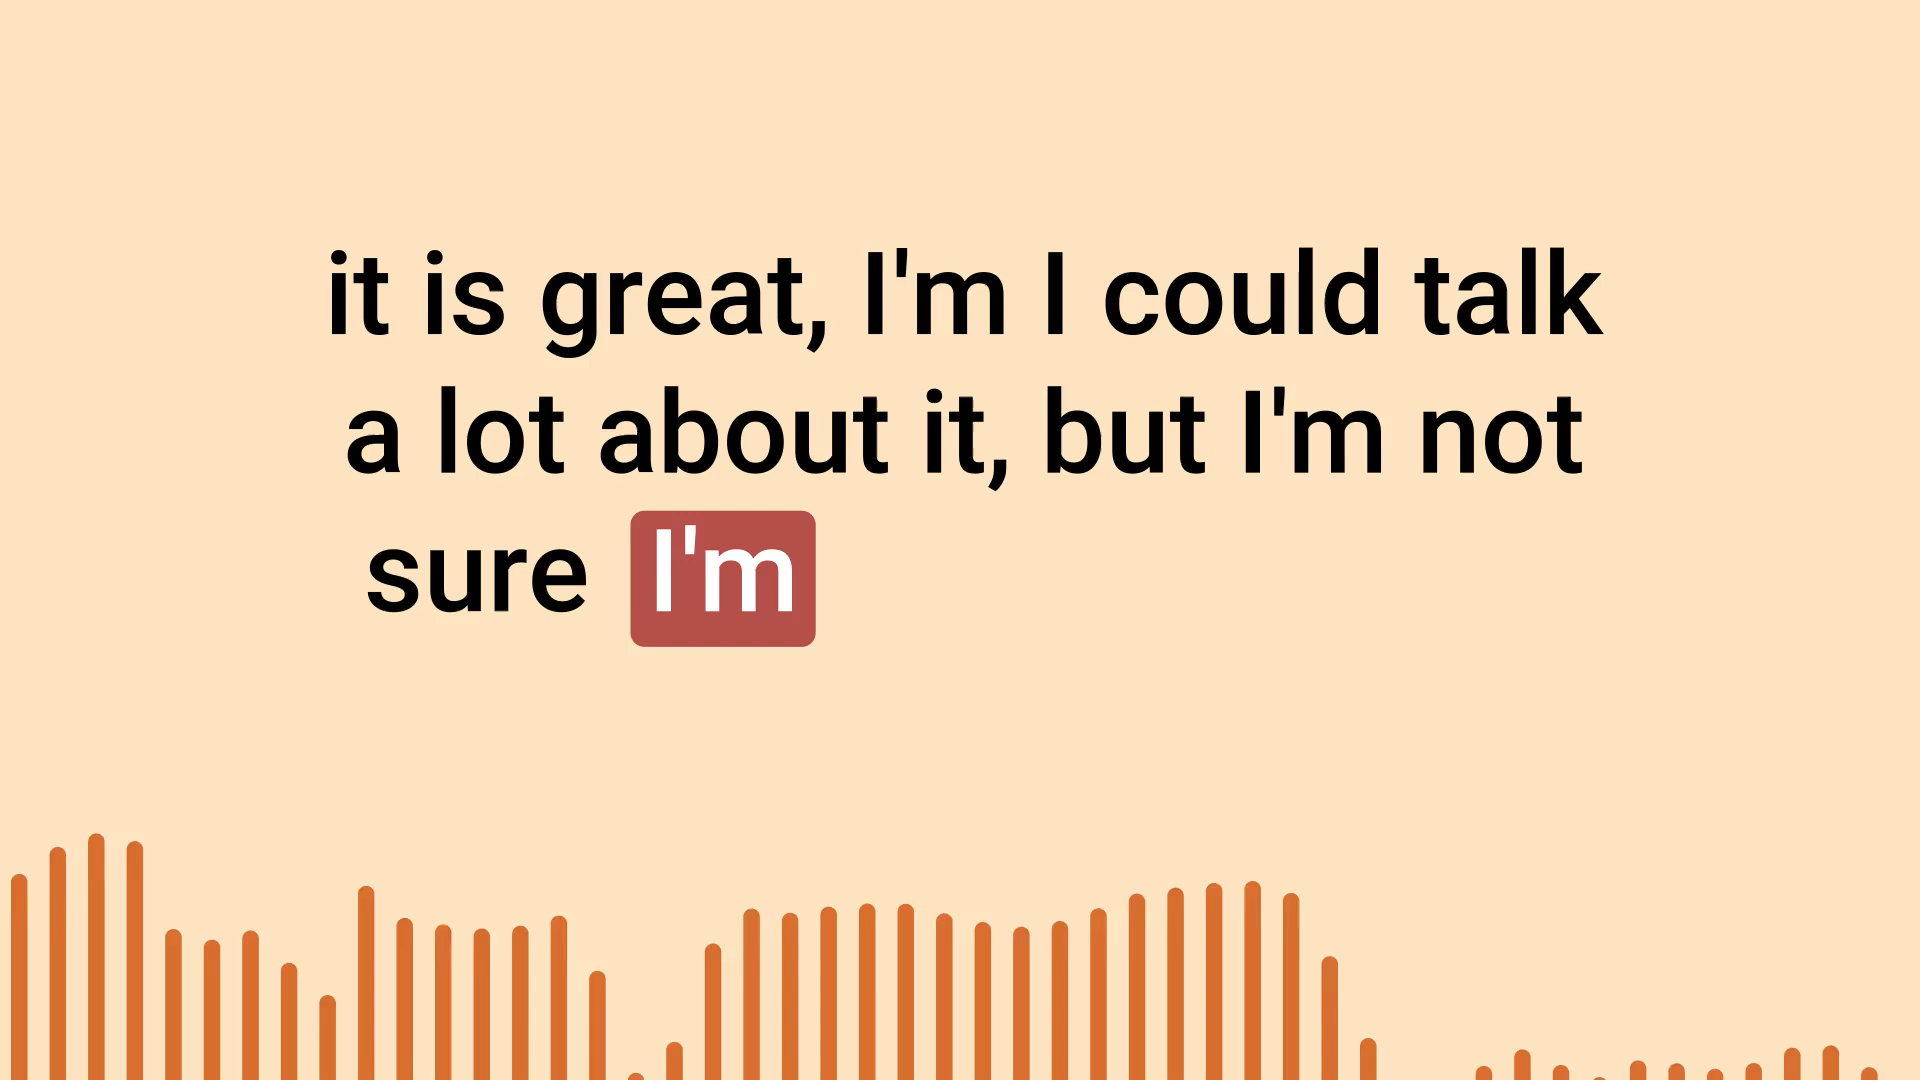 it is great, I'm I could talk
a lot about it, but I'm not
sure I'm